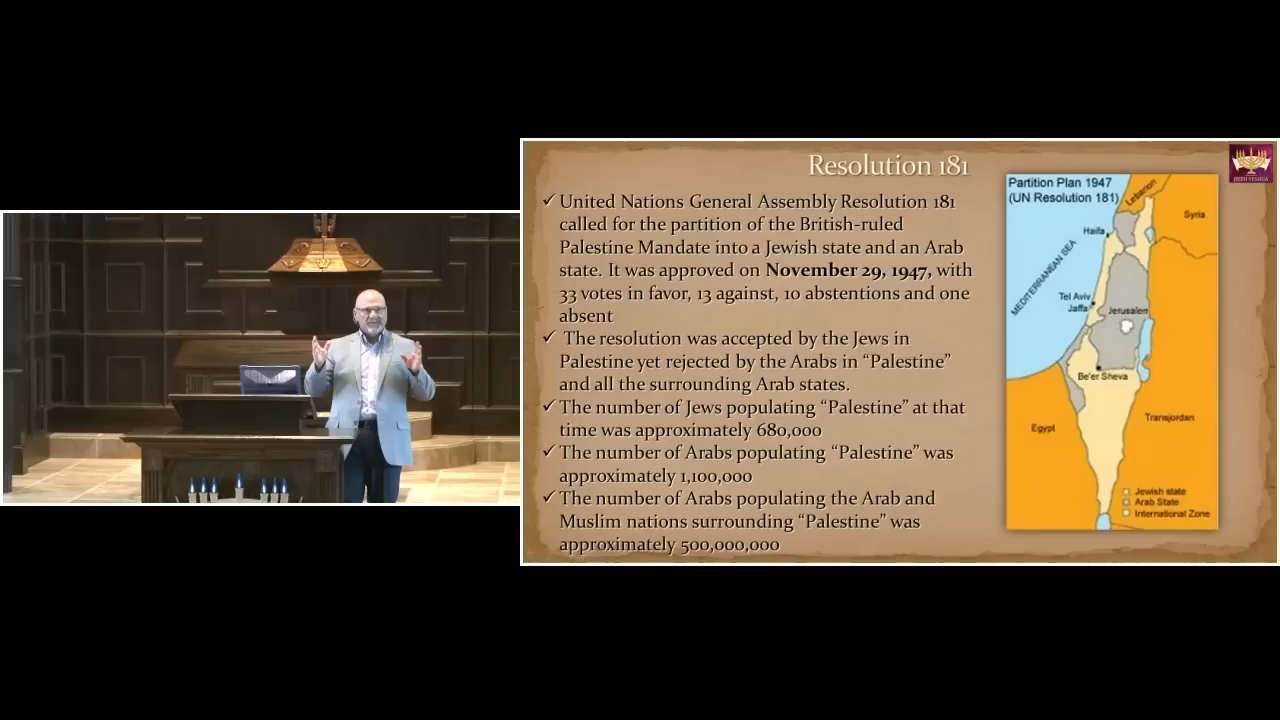 Resolution 181
✓ United Nations General Assembly Resolution 181
called for the partition of the British-ruled
Palestine Mandate into a Jewish state and an Arab
state. It was approved on November 29, 1947, with
33 votes in favor, 13 against, 10 abstentions and one
absent
✓ The resolution was accepted by the Jews in
Palestine yet rejected by the Arabs in “Palestine”
and all the surrounding Arab states.
✓ The number of Jews populating “Palestine” at that
time was approximately 680,000
✓ The number of Arabs populating “Palestine” was
approximately 1,100,000
✓ The number of Arabs populating the Arab and
Muslim nations surrounding “Palestine” was
approximately 500,000,000
Partition Plan 1947
(UN Resolution 181)
Lebanon
Syria
Haifa
MEDITERRANEAN SEA
Tel Aviv
Jaffa
Jerusalem
Be'er Sheva
Egypt
Transjordan
Jewish state
Arab State
International Zone